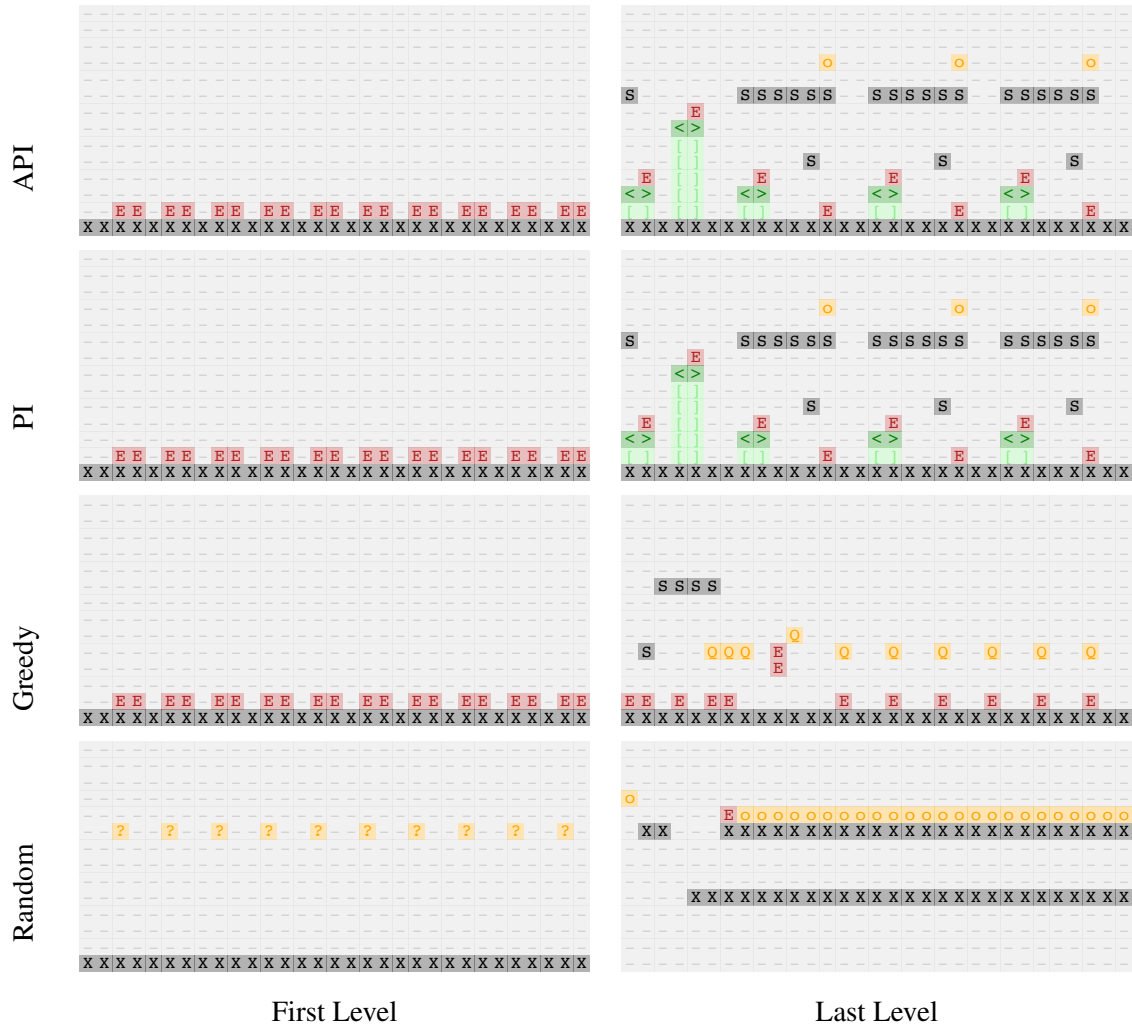 API
E E E E E E E E E E E E E E E E E E E E
X X X X X X X X X X X X X X X X X X X X X X X X X X X X X X X
o o o
S S S S S S S S S S S S S S S S S S S
E
< >
[ ]
[ ] S S S
E [ ] E E E
< > [ ] < > < > < >
[ ] [ ] [ ] E [ ] E [ ] E
X X X X X X X X X X X X X X X X X X X X X X X X X X X X X X X
PI
E E E E E E E E E E E E E E E E E E E E
X X X X X X X X X X X X X X X X X X X X X X X X X X X X X X X
o o o
S S S S S S S S S S S S S S S S S S S
E
< >
[ ]
[ ] S S S
E [ ] E E E
< > [ ] < > < > < >
[ ] [ ] [ ] E [ ] E [ ] E
X X X X X X X X X X X X X X X X X X X X X X X X X X X X X X X
Greedy
E E E E E E E E E E E E E E E E E E E E
X X X X X X X X X X X X X X X X X X X X X X X X X X X X X X X
S S S S
Q
S Q Q Q E Q Q Q Q Q Q
E
E E E E E E E E E E E
X X X X X X X X X X X X X X X X X X X X X X X X X X X X X X X
Random
? ? ? ? ? ? ? ? ? ?
X X X X X X X X X X X X X X X X X X X X X X X X X X X X X X X
o
E o o o o o o o o o o o o o o o o o o o o o o o o
X X X X X X X X X X X X X X X X X X X X X X X X X X X
X X X X X X X X X X X X X X X X X X X X X X X X X X X
First Level
Last Level